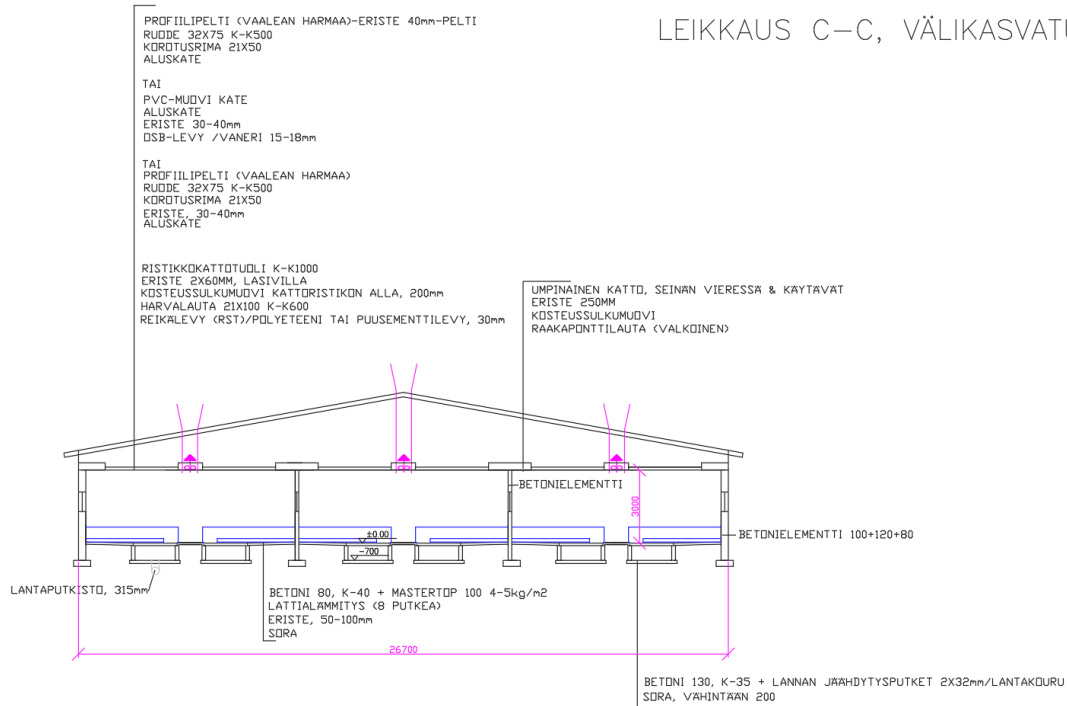 LEIKKAUS C-C, VÄLIKASVATU
PROFIILIPELTI (VAALEAN HARMAA)-ERISTE 40mm-PELTI
RUODE 32X75 K-K500
KOROTUSRIMA 21X50
ALUSKATE
TAI
PVC-MUOVI KATE
ALUSKATE
ERISTE 30-40mm
OSB-LEVY /VANERI 15-18mm
TAI
PROFIILIPELTI (VAALEAN HARMAA)
RUODE 32X75 K-K500
KOROTUSRIMA 21X50
ERISTE, 30-40mm
ALUSKATE
RISTIKKOKATTOTUOLI K-K1000
ERISTE 2X60MM, LASIVILLA
KOSTEUSSULKUMUOVI KATTORISTIKON ALLA, 200mm
HARVALAUTA 21X100 K-K600
REIKÄLEVY (RST)/POLYETEENI TAI PUUSEMENTTILEVY, 30mm
UMPINAINEN KATTO, SEINÄN VIERESSÄ & KÄYTÄVÄT
ERISTE 250MM
KOSTEUSSULKUMUOVI
RAAKAPONTTILAUTA (VALKOINEN)
BETONIELEMENTTI
3000
±0.00
-700
BETONIELEMENTTI 100+120+80
LANTAPUTKISTO, 315mm
BETONI 80, K-40 + MASTERTOP 100 4-5kg/m2
LATTIALÄMMITYS (8 PUTKEA)
ERISTE, 50-100mm
SORA
26700
BETONI 130, K-35 + LANNAN JÄÄHDYTYSPUTKET 2X32mm/LANTAKOURU
SORA, VÄHINTÄÄN 200